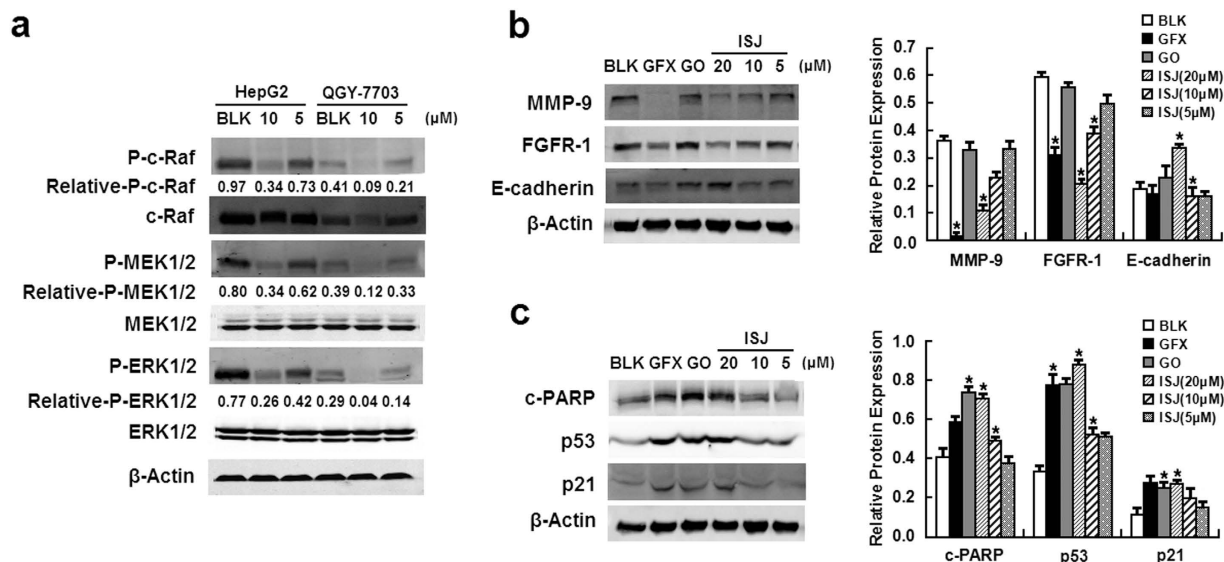 a
HepG2 QGY-7703
BLK 10 5 BLK 10 5 (μM)
P-c-Raf
Relative-P-c-Raf 0.97 0.34 0.73 0.41 0.09 0.21
c-Raf
P-MEK1/2
Relative-P-MEK1/2 0.80 0.34 0.62 0.39 0.12 0.33
MEK1/2
P-ERK1/2
Relative-P-ERK1/2 0.77 0.26 0.42 0.29 0.04 0.14
ERK1/2
β-Actin
b
ISJ
BLK GFX GO 20 10 5 (μM)
MMP-9
FGFR-1
E-cadherin
β-Actin
Relative Protein Expression
0.7
0.6
0.5
0.4
0.3
0.2
0.1
0.0
* * * * * * *
MMP-9 FGFR-1 E-cadherin
BLK
GFX
GO
ISJ(20μM)
ISJ(10μM)
ISJ(5μM)
c
ISJ
BLK GFX GO 20 10 5 (μM)
c-PARP
p53
p21
β-Actin
Relative Protein Expression
1.0
0.8
0.6
0.4
0.2
0.0
* * * * * * * *
c-PARP p53 p21
BLK
GFX
GO
ISJ(20μM)
ISJ(10μM)
ISJ(5μM)